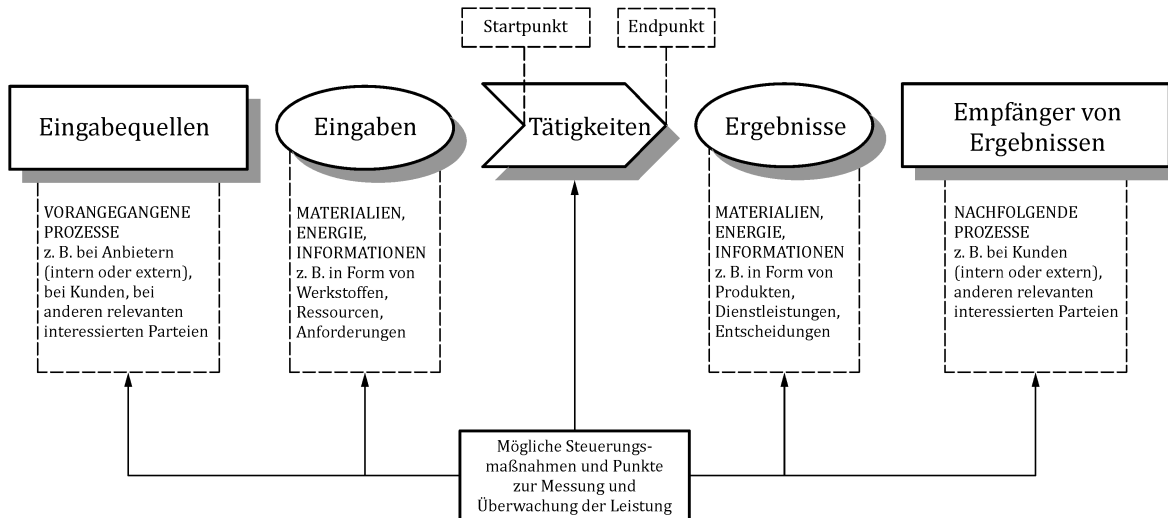 Startpunkt
Endpunkt
Eingabequellen
Eingaben
Tätigkeiten
Ergebnisse
Empfänger von
Ergebnissen
VORANGEGANGENE
PROZESSE
z. B. bei Anbietern
(intern oder extern),
bei Kunden, bei
anderen relevanten
interessierten Parteien
MATERIALIEN,
ENERGIE,
INFORMATIONEN
z. B. in Form von
Werkstoffen,
Ressourcen,
Anforderungen
MATERIALIEN,
ENERGIE,
INFORMATIONEN
z. B. in Form von
Produkten,
Dienstleistungen,
Entscheidungen
NACHFOLGENDE
PROZESSE
z. B. bei Kunden
(intern oder extern),
anderen relevanten
interessierten Parteien
Mögliche Steuerungs-
maßnahmen und Punkte
zur Messung und
Überwachung der Leistung